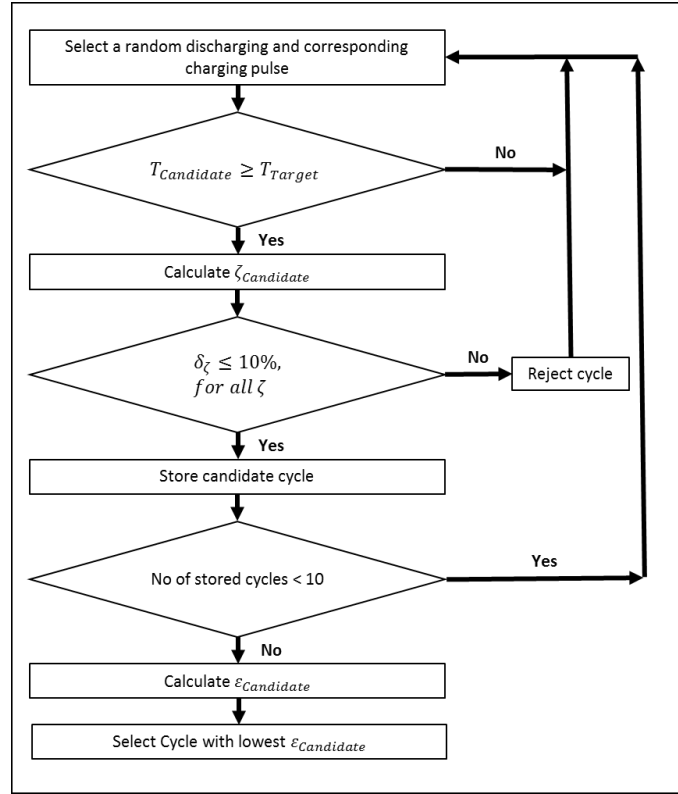 Select a random discharging and corresponding
charging pulse
T_Candidate ≥ T_Target
No
Yes
Calculate ζ_Candidate
δ_ζ ≤ 10%,
for all ζ
No
Reject cycle
Yes
Store candidate cycle
No of stored cycles < 10
Yes
No
Calculate ε_Candidate
Select Cycle with lowest ε_Candidate